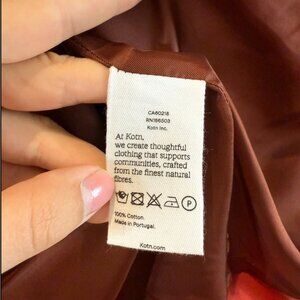 CA60218
RN166503
Kotn Inc.
At Kotn,
we create thoughtful
clothing that supports
communities, crafted
from the finest natural
fibres.
100% Cotton.
Made in Portugal.
Kotn.com